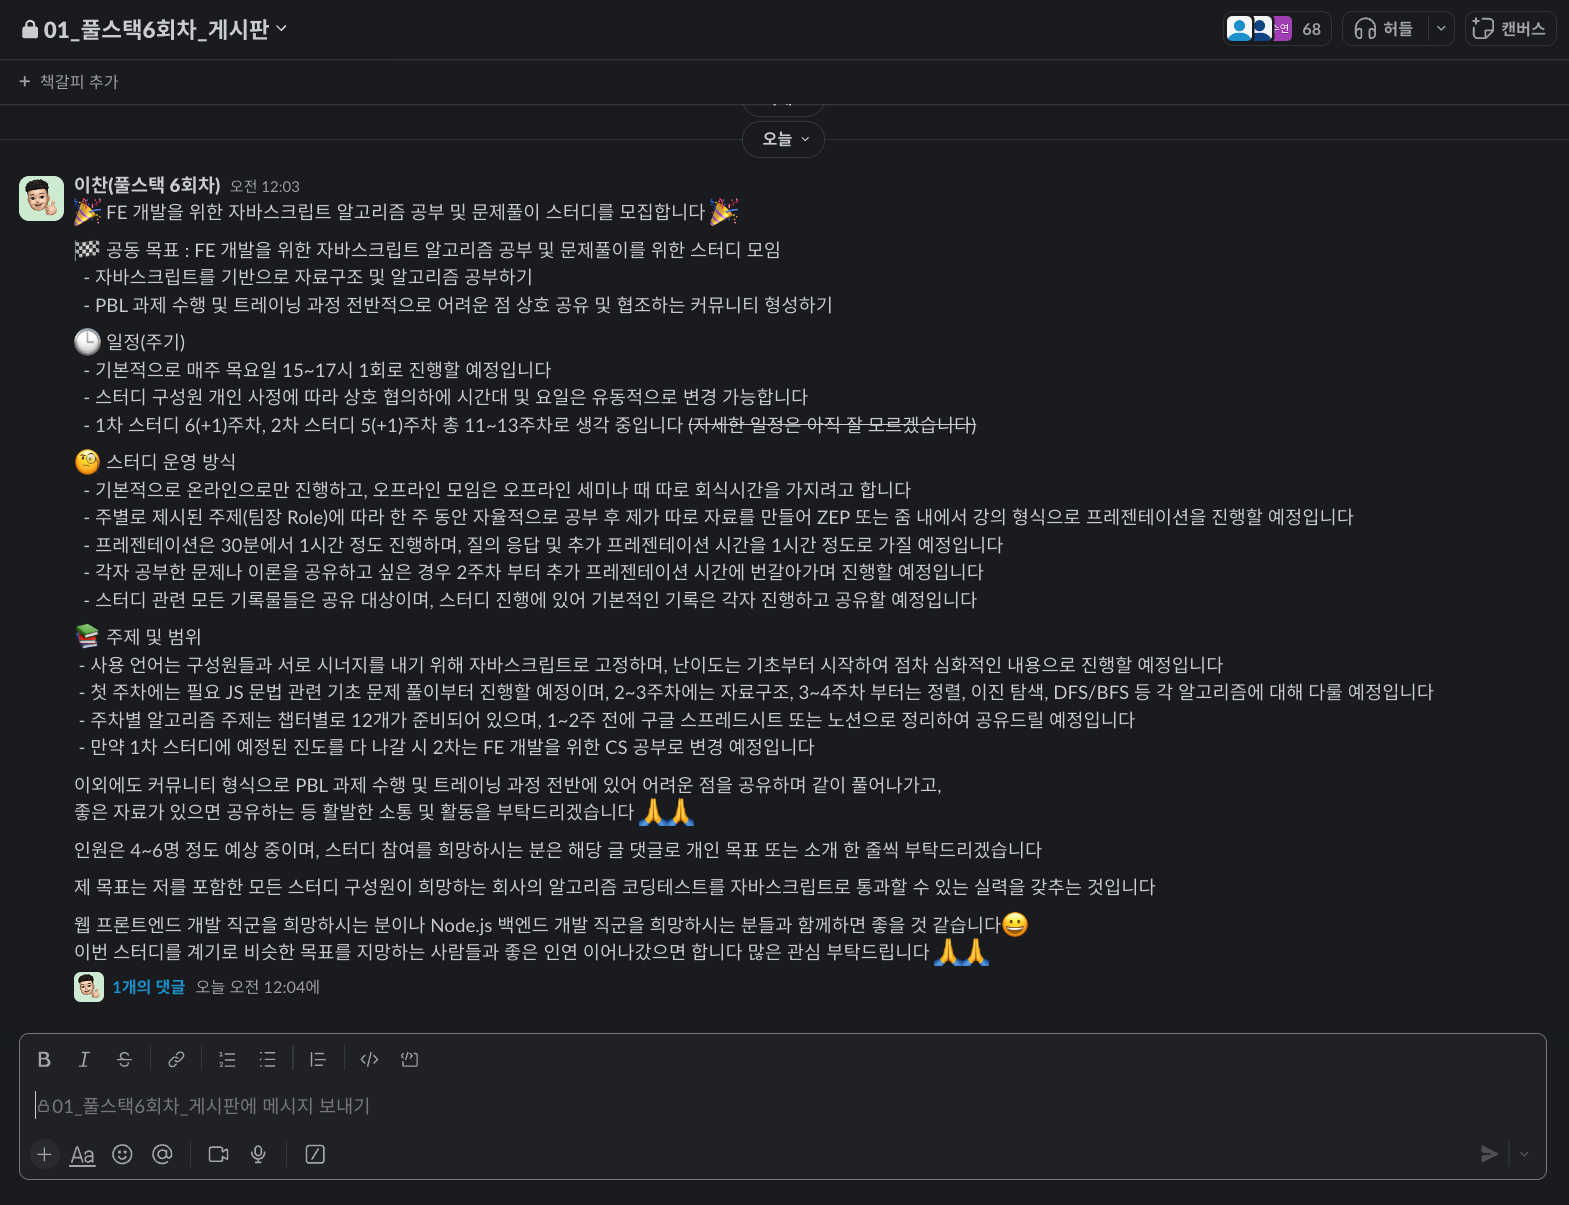 01_풀스택6회차_게시판
68
허들
캔버스
책갈피 추가
오늘
이찬(풀스택 6회차) 오전 12:03
FE 개발을 위한 자바스크립트 알고리즘 공부 및 문제풀이 스터디를 모집합니다
공동 목표 : FE 개발을 위한 자바스크립트 알고리즘 공부 및 문제풀이를 위한 스터디 모임
- 자바스크립트를 기반으로 자료구조 및 알고리즘 공부하기
- PBL 과제 수행 및 트레이닝 과정 전반적으로 어려운 점 상호 공유 및 협조하는 커뮤니티 형성하기
일정(주기)
- 기본적으로 매주 목요일 15~17시 1회로 진행할 예정입니다
- 스터디 구성원 개인 사정에 따라 상호 협의하에 시간대 및 요일은 유동적으로 변경 가능합니다
- 1차 스터디 6(+1)주차, 2차 스터디 5(+1)주차 총 11~13주차로 생각 중입니다 (자세한 일정은 아직 잘 모르겠습니다)
스터디 운영 방식
- 기본적으로 온라인으로만 진행하고, 오프라인 모임은 오프라인 세미나 때 따로 회식시간을 가지려고 합니다
- 주별로 제시된 주제(팀장 Role)에 따라 한 주 동안 자율적으로 공부 후 제가 따로 자료를 만들어 ZEP 또는 줌 내에서 강의 형식으로 프레젠테이션을 진행할 예정입니다
- 프레젠테이션은 30분에서 1시간 정도 진행하며, 질의 응답 및 추가 프레젠테이션 시간을 1시간 정도로 가질 예정입니다
- 각자 공부한 문제나 이론을 공유하고 싶은 경우 2주차 부터 추가 프레젠테이션 시간에 번갈아가며 진행할 예정입니다
- 스터디 관련 모든 기록물들은 공유 대상이며, 스터디 진행에 있어 기본적인 기록은 각자 진행하고 공유할 예정입니다
주제 및 범위
- 사용 언어는 구성원들과 서로 시너지를 내기 위해 자바스크립트로 고정하며, 난이도는 기초부터 시작하여 점차 심화적인 내용으로 진행할 예정입니다
- 첫 주차에는 필요 JS 문법 관련 기초 문제 풀이부터 진행할 예정이며, 2~3주차에는 자료구조, 3~4주차 부터는 정렬, 이진 탐색, DFS/BFS 등 각 알고리즘에 대해 다룰 예정입니다
- 주차별 알고리즘 주제는 챕터별로 12개가 준비되어 있으며, 1~2주 전에 구글 스프레드시트 또는 노션으로 정리하여 공유드릴 예정입니다
- 만약 1차 스터디에 예정된 진도를 다 나갈 시 2차는 FE 개발을 위한 CS 공부로 변경 예정입니다
이외에도 커뮤니티 형식으로 PBL 과제 수행 및 트레이닝 과정 전반에 있어 어려운 점을 공유하며 같이 풀어나가고,
좋은 자료가 있으면 공유하는 등 활발한 소통 및 활동을 부탁드리겠습니다
인원은 4~6명 정도 예상 중이며, 스터디 참여를 희망하시는 분은 해당 글 댓글로 개인 목표 또는 소개 한 줄씩 부탁드리겠습니다
제 목표는 저를 포함한 모든 스터디 구성원이 희망하는 회사의 알고리즘 코딩테스트를 자바스크립트로 통과할 수 있는 실력을 갖추는 것입니다
웹 프론트엔드 개발 직군을 희망하시는 분이나 Node.js 백엔드 개발 직군을 희망하시는 분들과 함께하면 좋을 것 같습니다
이번 스터디를 계기로 비슷한 목표를 지망하는 사람들과 좋은 인연 이어나갔으면 합니다 많은 관심 부탁드립니다
1개의 댓글 오늘 오전 12:04에
B I S
01_풀스택6회차_게시판에 메시지 보내기
Aa